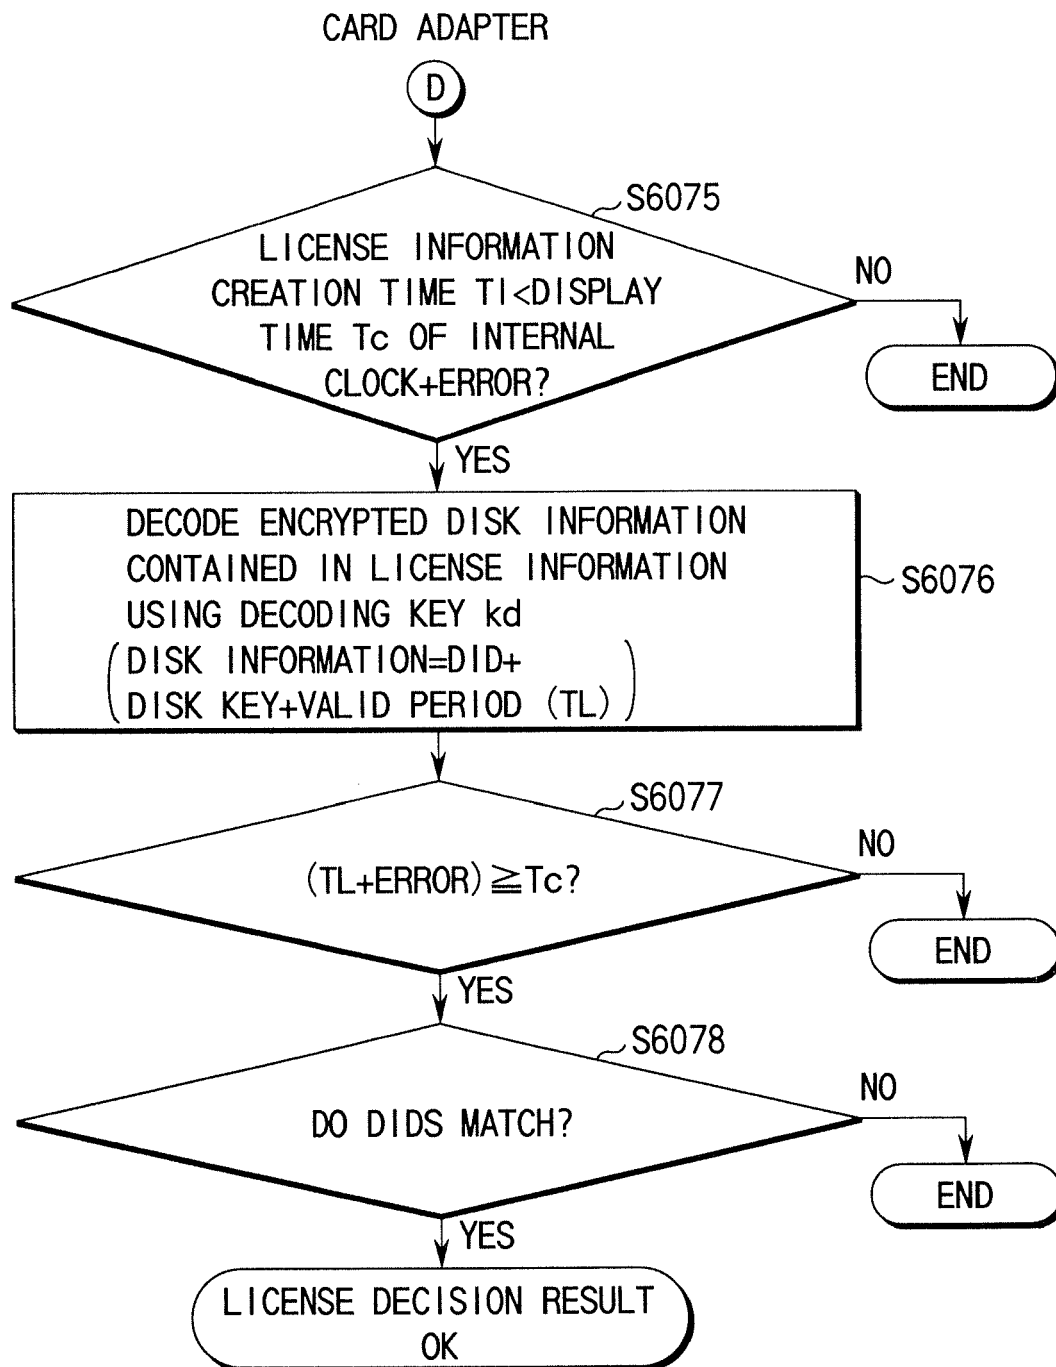 CARD ADAPTER
D
S6075
LICENSE INFORMATION
CREATION TIME TI<DISPLAY
TIME Tc OF INTERNAL
CLOCK+ERROR?
NO
END
YES
DECODE ENCRYPTED DISK INFORMATION
CONTAINED IN LICENSE INFORMATION
USING DECODING KEY kd
(DISK INFORMATION=DID+
DISK KEY+VALID PERIOD (TL))
S6076
S6077
(TL+ERROR)≧Tc?
NO
END
YES
S6078
DO DIDS MATCH?
NO
END
YES
LICENSE DECISION RESULT
OK